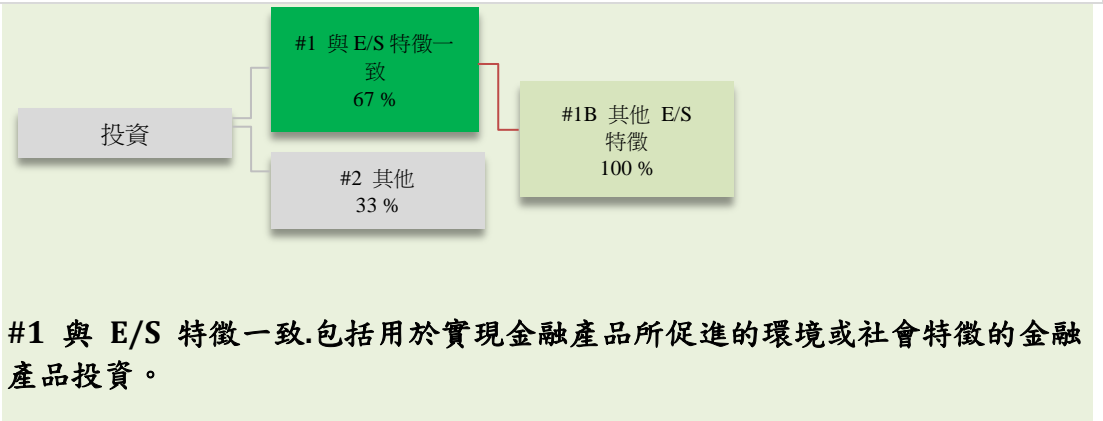 #1 與 E/S 特徵一
致
67 %
投資
#1B 其他 E/S
特徵
100 %
#2 其他
33 %
#1 與 E/S 特徵一致.包括用於實現金融產品所促進的環境或社會特徵的金融
產品投資。